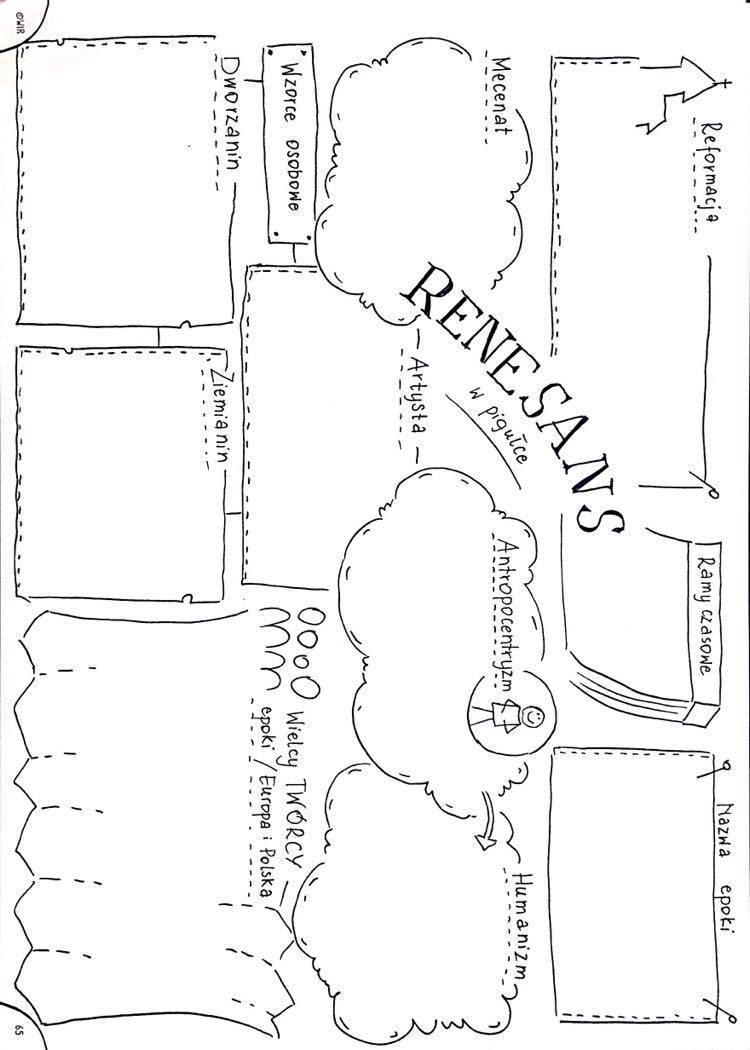 Nazwa epoki
Ramy czasowe
Reformacja
RENESANS
w pigułce
Humanizm
Antropocentryzm
Mecenat
Artysta
Wzorce osobowe
Dworzanin
Ziemianin
Wielcy TWÓRCY
epoki / Europa i Polska
©WiR
65